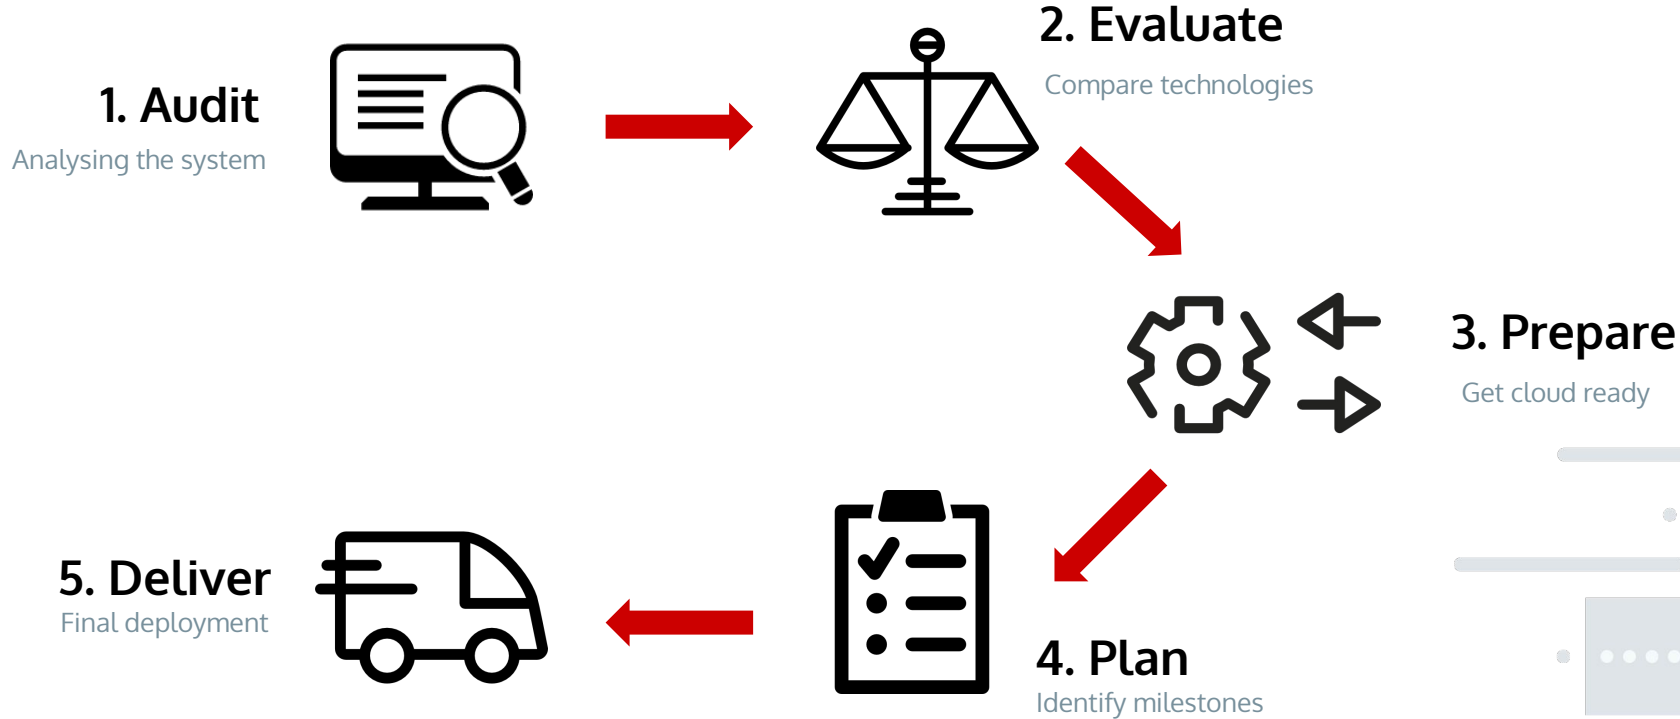 1. Audit
Analysing the system
2. Evaluate
Compare technologies
3. Prepare
Get cloud ready
4. Plan
Identify milestones
5. Deliver
Final deployment